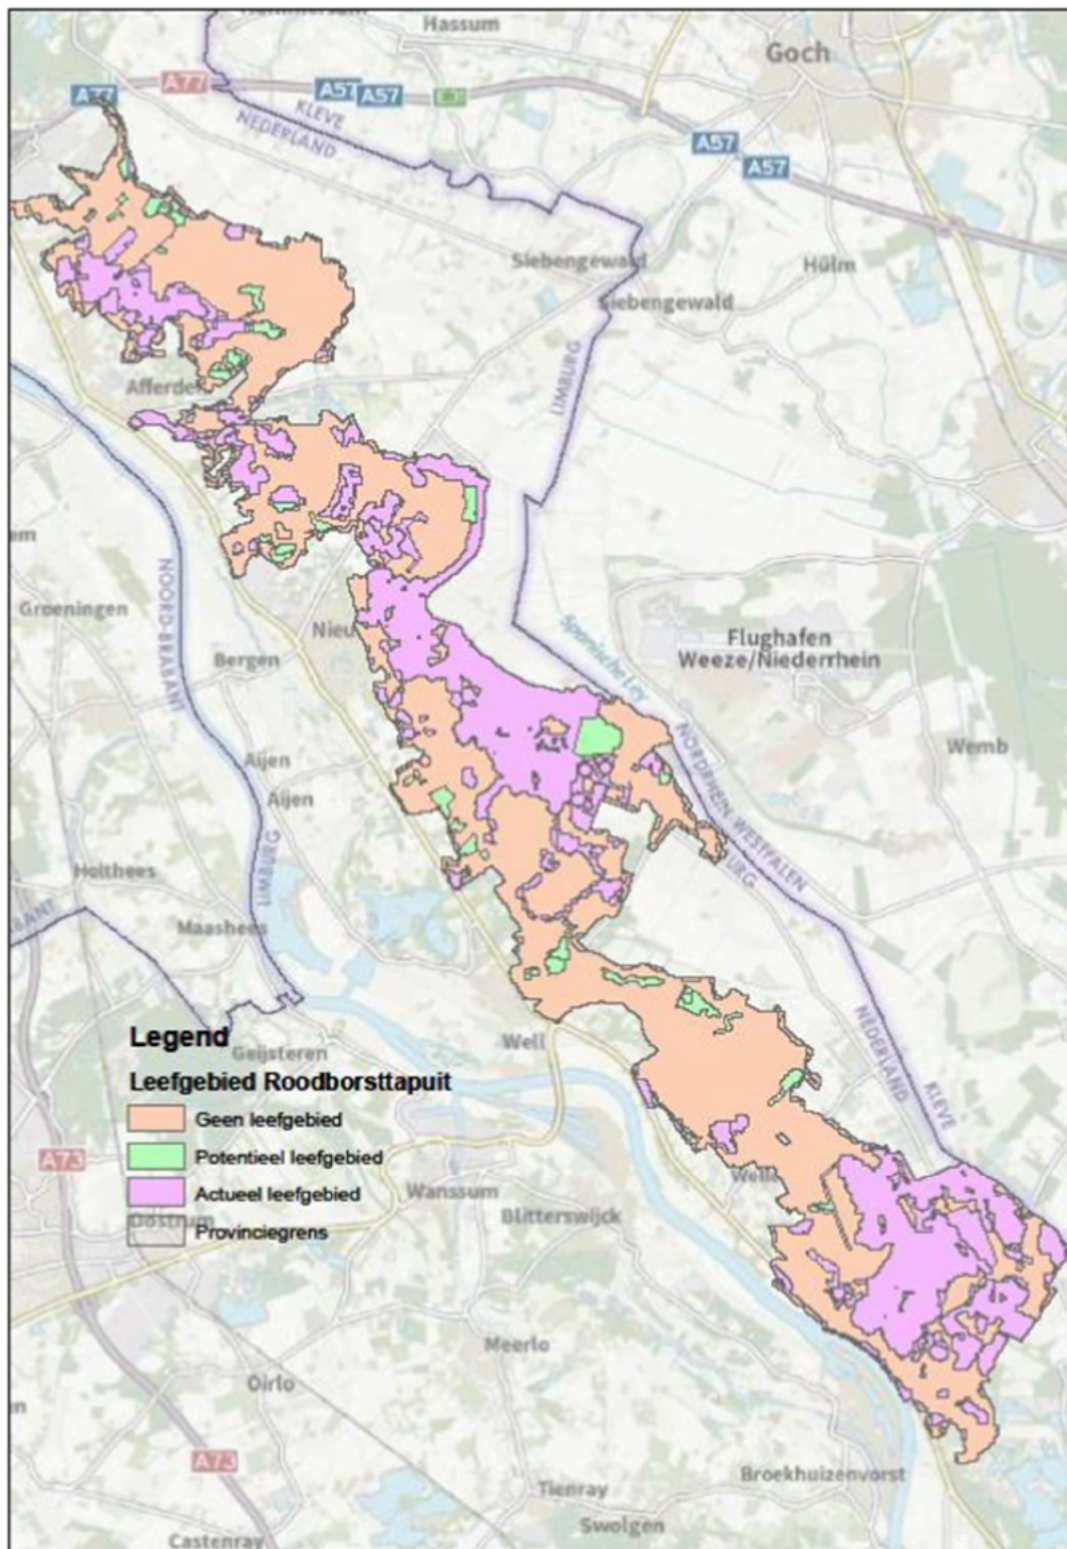 Hassum
Goch
A77
A77
A57
A57
KLEVE
NEDERLAND
A57
A57
Siebengewald
Hülm
Siebengewald
LIMBURG
Afferden
NOORD-BRABANT
Groeningen
Spanische Ley
Flughafen
Weeze/Niederrhein
Bergen
Wemb
Aijen
Aijen
NORDRHEIN-WESTFALEN
LIMBURG
Holthees
Maashees
NEDERLAND
KLEVE
Well
Legend
Geijsteren
Leefgebied Roodborsttapuit
Geen leefgebied
Potentieel leefgebied
Actueel leefgebied
Provinciegrens
A73
Wanssum
Oostrum
Blitterswijck
Meerlo
Oirlo
A73
Broekhuizenvorst
Tienray
Swolgen
Castenray